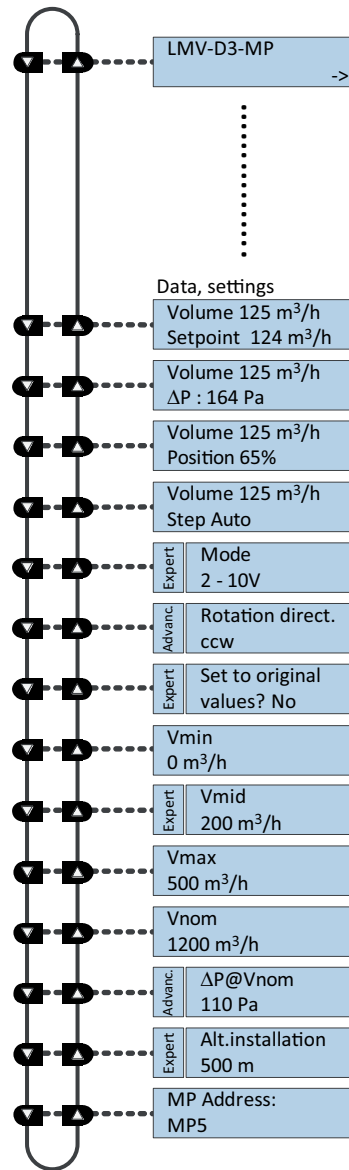 LMV-D3-MP
->
Data, settings
Volume 125 m³/h
Setpoint 124 m³/h
Volume 125 m³/h
ΔP : 164 Pa
Volume 125 m³/h
Position 65%
Volume 125 m³/h
Step Auto
Expert
Mode
2 - 10V
Advanc.
Rotation direct.
ccw
Expert
Set to original
values? No
Vmin
0 m³/h
Expert
Vmid
200 m³/h
Vmax
500 m³/h
Vnom
1200 m³/h
Advanc.
ΔP@Vnom
110 Pa
Expert
Alt.installation
500 m
MP Address:
MP5